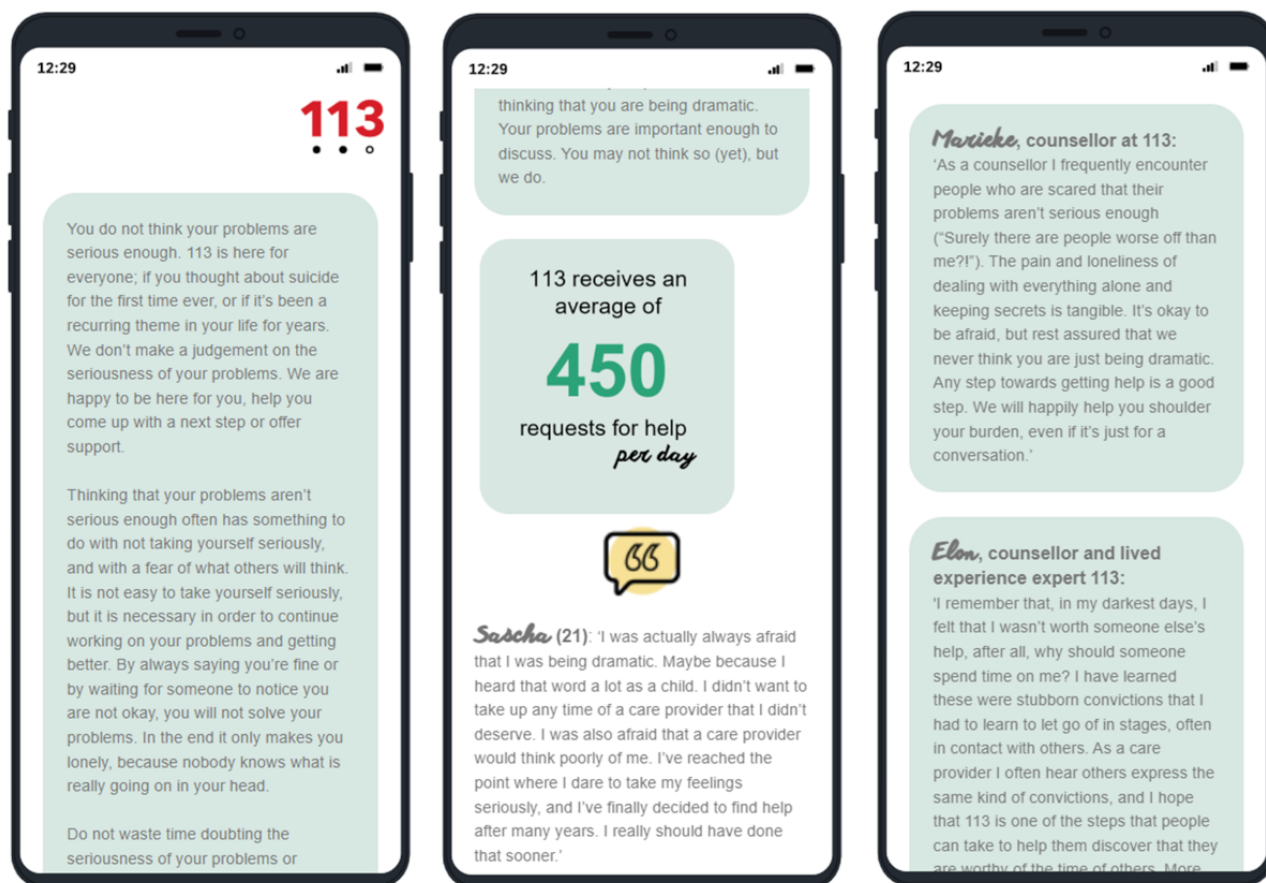 12:29
113
You do not think your problems are
serious enough. 113 is here for
everyone; if you thought about suicide
for the first time ever, or if it's been a
recurring theme in your life for years.
We don't make a judgement on the
seriousness of your problems. We are
happy to be here for you, help you
come up with a next step or offer
support.
Thinking that your problems aren't
serious enough often has something to
do with not taking yourself seriously,
and with a fear of what others will think.
It is not easy to take yourself seriously,
but it is necessary in order to continue
working on your problems and getting
better. By always saying you're fine or
by waiting for someone to notice you
are not okay, you will not solve your
problems. In the end it only makes you
lonely, because nobody knows what is
really going on in your head.
Do not waste time doubting the
seriousness of your problems or
12:29
thinking that you are being dramatic.
Your problems are important enough to
discuss. You may not think so (yet), but
we do.
113 receives an
average of
450
requests for help
per day
Sascha (21): 'I was actually always afraid
that I was being dramatic. Maybe because I
heard that word a lot as a child. I didn't want to
take up any time of a care provider that I didn't
deserve. I was also afraid that a care provider
would think poorly of me. I've reached the
point where I dare to take my feelings
seriously, and I've finally decided to find help
after many years. I really should have done
that sooner.'
12:29
Marieke, counsellor at 113:
'As a counsellor I frequently encounter
people who are scared that their
problems aren't serious enough
("Surely there are people worse off than
me?!"). The pain and loneliness of
dealing with everything alone and
keeping secrets is tangible. It's okay to
be afraid, but rest assured that we
never think you are just being dramatic.
Any step towards getting help is a good
step. We will happily help you shoulder
your burden, even if it's just for a
conversation.'
Elon, counsellor and lived
experience expert 113:
'I remember that, in my darkest days, I
felt that I wasn't worth someone else's
help, after all, why should someone
spend time on me? I have learned
these were stubborn convictions that I
had to learn to let go of in stages, often
in contact with others. As a care
provider I often hear others express the
same kind of convictions, and I hope
that 113 is one of the steps that people
can take to help them discover that they
are worthy of the time of others. More